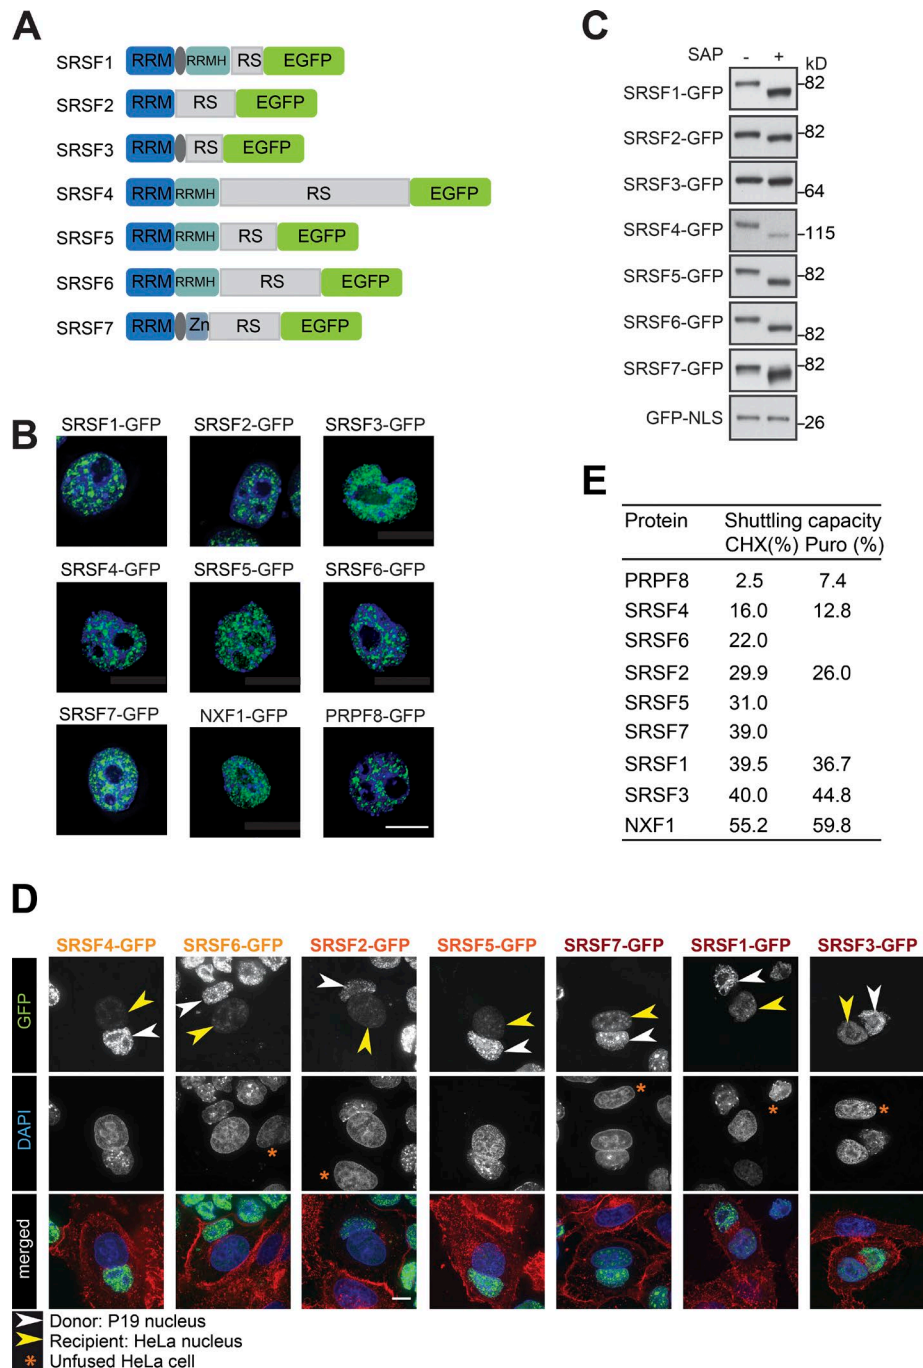 A
SRSF1 RRM RRMH RS EGFP
SRSF2 RRM RS EGFP
SRSF3 RRM RS EGFP
SRSF4 RRM RRMH RS EGFP
SRSF5 RRM RRMH RS EGFP
SRSF6 RRM RRMH RS EGFP
SRSF7 RRM Zn RS EGFP
B
SRSF1-GFP SRSF2-GFP SRSF3-GFP
SRSF4-GFP SRSF5-GFP SRSF6-GFP
SRSF7-GFP NXF1-GFP PRPF8-GFP
C
SAP - + kD
SRSF1-GFP 82
SRSF2-GFP 82
SRSF3-GFP 64
SRSF4-GFP 115
SRSF5-GFP 82
SRSF6-GFP 82
SRSF7-GFP 82
GFP-NLS 26
E
Protein Shuttling capacity
CHX(%) Puro (%)
PRPF8 2.5 7.4
SRSF4 16.0 12.8
SRSF6 22.0
SRSF2 29.9 26.0
SRSF5 31.0
SRSF7 39.0
SRSF1 39.5 36.7
SRSF3 40.0 44.8
NXF1 55.2 59.8
D
SRSF4-GFP SRSF6-GFP SRSF2-GFP SRSF5-GFP SRSF7-GFP SRSF1-GFP SRSF3-GFP
GFP
DAPI
* * * * *
merged
Donor: P19 nucleus
Recipient: HeLa nucleus
* Unfused HeLa cell